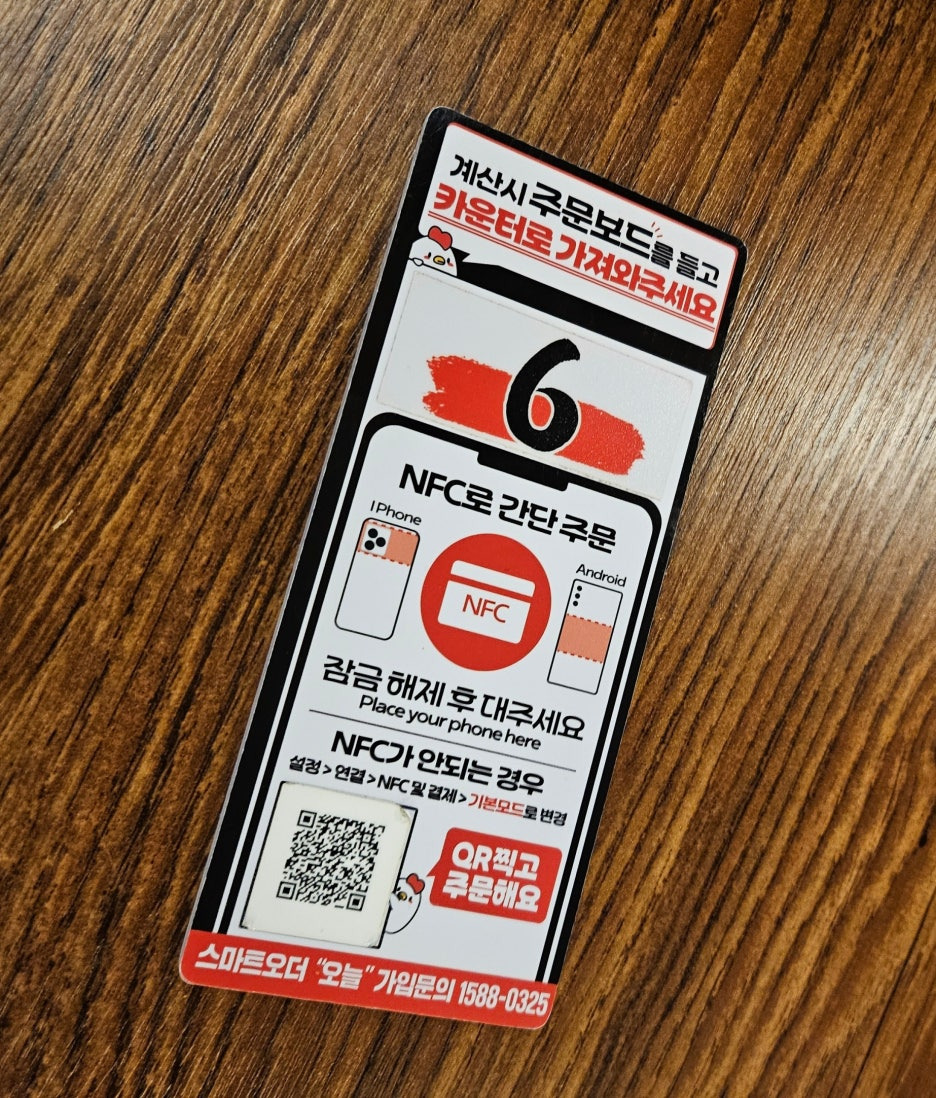 계산시 주문보드를 들고
카운터로 가져와주세요
6
NFC로 간단 주문
I Phone
Android
NFC
잠금 해제 후 대주세요
Place your phone here
NFC가 안되는 경우
설정 > 연결 > NFC 및 결제 > 기본모드로 변경
QR찍고
주문해요
스마트오더 “오늘” 가입문의 1588-0325